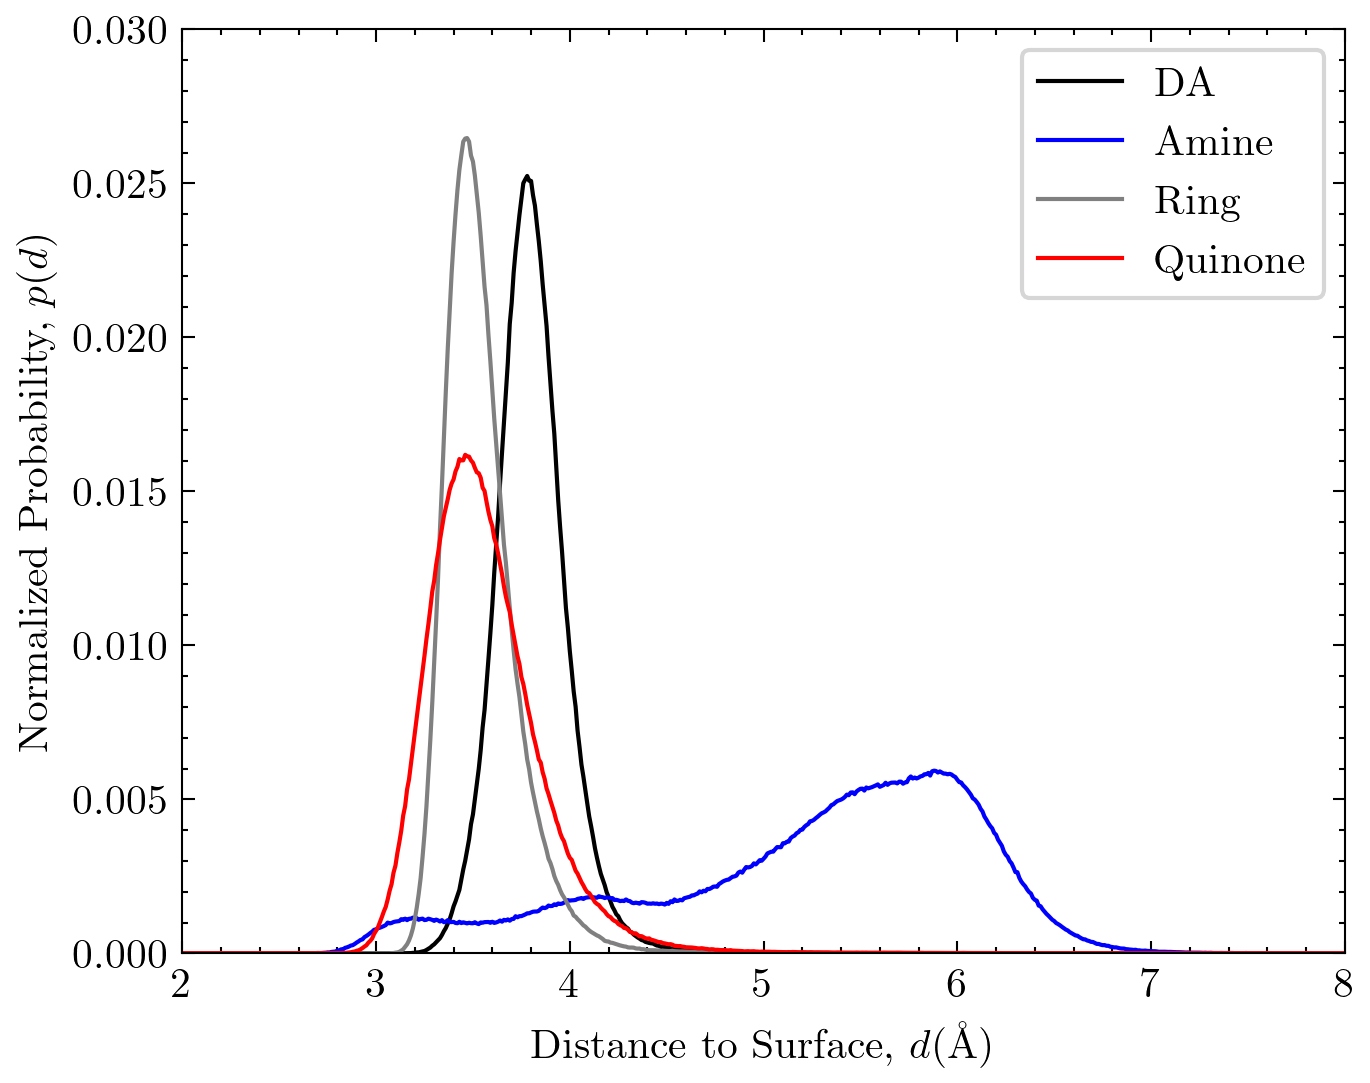 0.030
0.025
0.020
0.015
0.010
0.005
0.000
Normalized Probability, p(d)
2 3 4 5 6 7 8
Distance to Surface, d(Å)
DA
Amine
Ring
Quinone